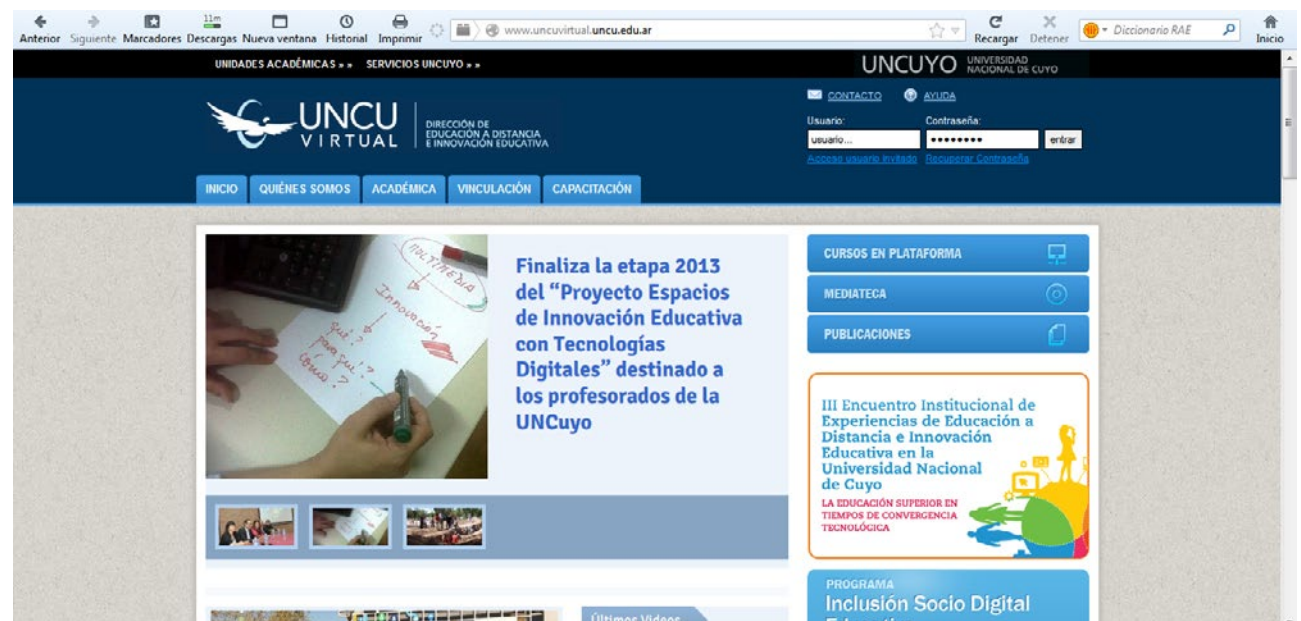 Anterior Siguiente Marcadores Descargas Nueva ventana Historial Imprimir www.uncuvirtual.uncu.edu.ar Recargar Detener Diccionario RAE Inicio
11m
UNIDADES ACADÉMICAS » » SERVICIOS UNCUYO » »
UNCUYO UNIVERSIDAD
NACIONAL DE CUYO
UNCU
VIRTUAL
DIRECCIÓN DE
EDUCACIÓN A DISTANCIA
E INNOVACIÓN EDUCATIVA
CONTACTO AYUDA
Usuario: Contraseña:
usuario... •••••••• entrar
Acceso usuario invitado Recuperar Contraseña
INICIO QUIÉNES SOMOS ACADÉMICA VINCULACIÓN CAPACITACIÓN
MULTIMEDIA
Innovación
qué?
para qué?
cómo?
Finaliza la etapa 2013
del “Proyecto Espacios
de Innovación Educativa
con Tecnologías
Digitales” destinado a
los profesorados de la
UNCuyo
CURSOS EN PLATAFORMA
MEDIATECA
PUBLICACIONES
III Encuentro Institucional de
Experiencias de Educación a
Distancia e Innovación
Educativa en la
Universidad Nacional
de Cuyo
LA EDUCACIÓN SUPERIOR EN
TIEMPOS DE CONVERGENCIA
TECNOLÓGICA
PROGRAMA
Inclusión Socio Digital
Últimos Videos